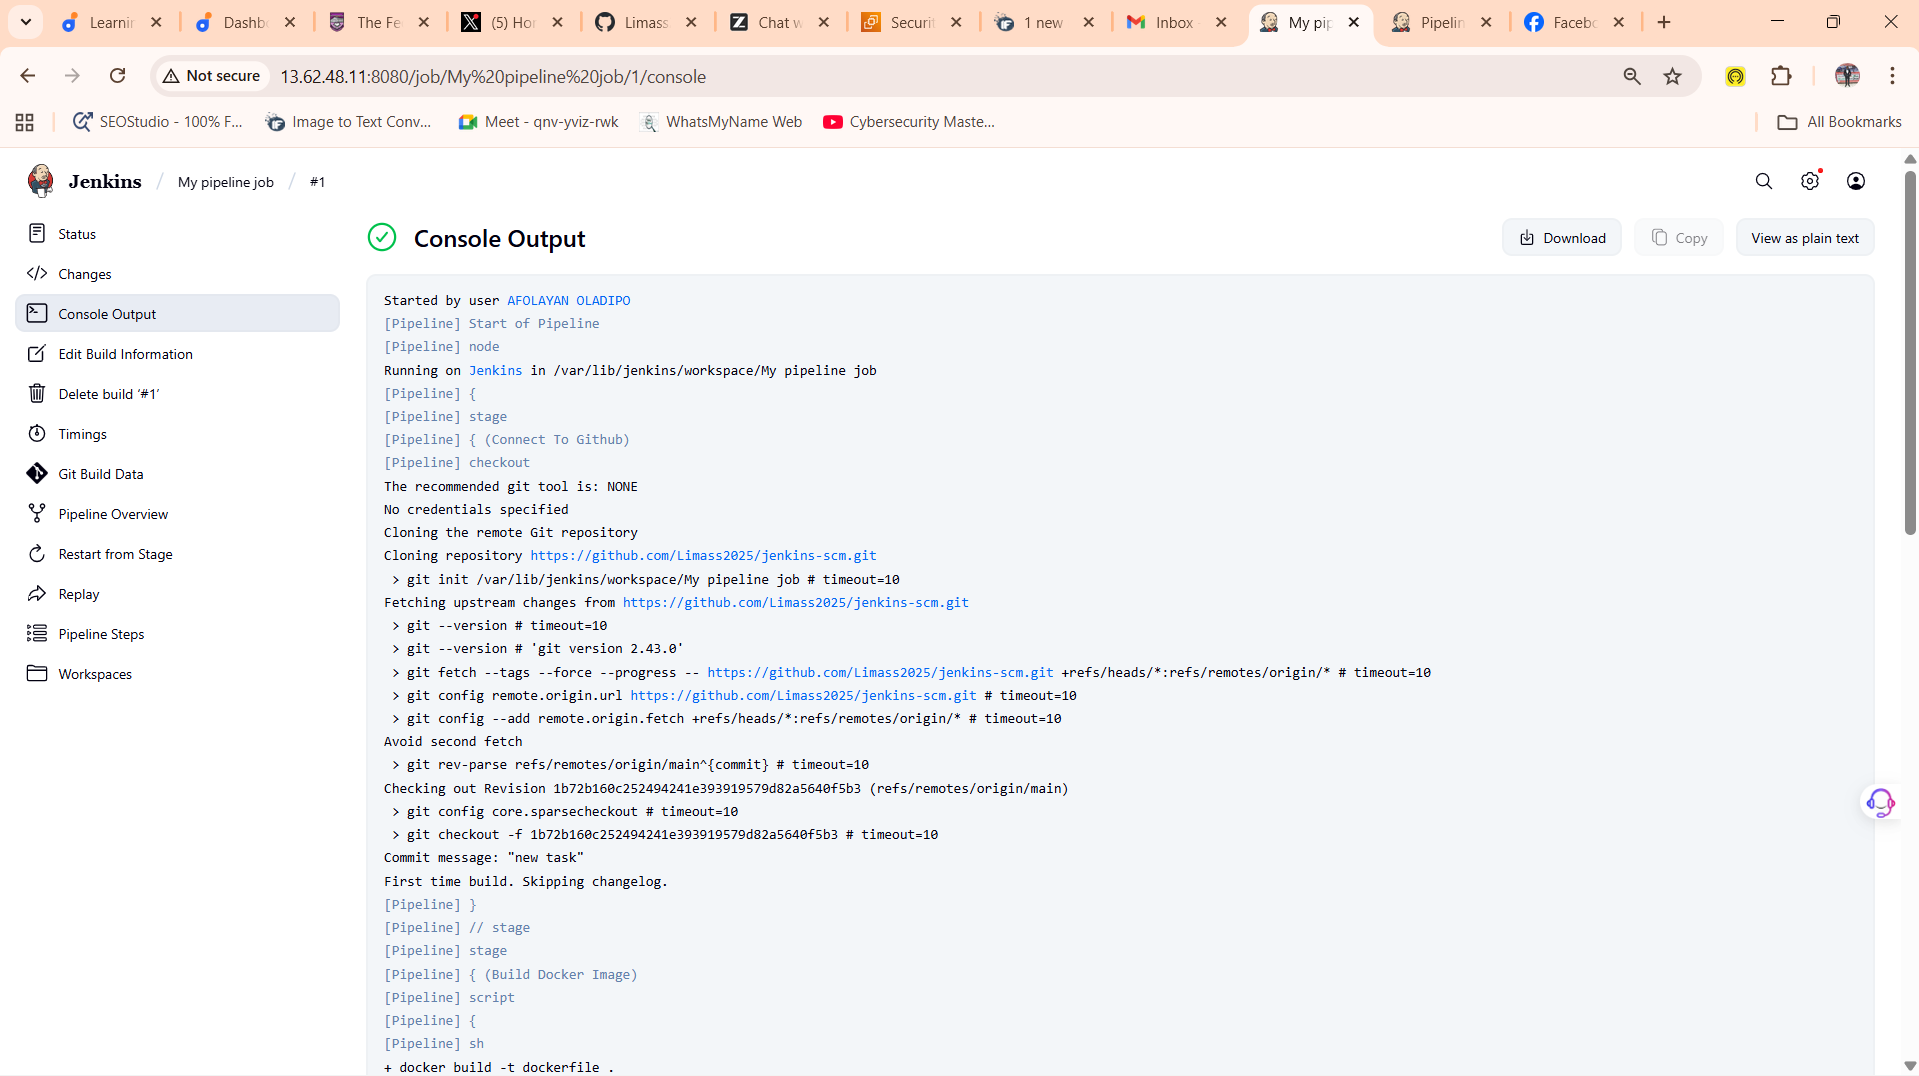 Learnin
Dashb
The Fe
(5) Hor
Limass
Chat w
Securit
1 new
Inbox
My pip
Pipelin
Facebo
Not secure
13.62.48.11:8080/job/My%20pipeline%20job/1/console
SEOStudio - 100% F...
Image to Text Conv...
Meet - qnv-yviz-rwk
WhatsMyName Web
Cybersecurity Maste...
All Bookmarks
Jenkins / My pipeline job / #1
Status
Changes
Console Output
Edit Build Information
Delete build ‘#1’
Timings
Git Build Data
Pipeline Overview
Restart from Stage
Replay
Pipeline Steps
Workspaces
Console Output
Download
Copy
View as plain text
Started by user AFOLAYAN OLADIPO
[Pipeline] Start of Pipeline
[Pipeline] node
Running on Jenkins in /var/lib/jenkins/workspace/My pipeline job
[Pipeline] {
[Pipeline] stage
[Pipeline] { (Connect To Github)
[Pipeline] checkout
The recommended git tool is: NONE
No credentials specified
Cloning the remote Git repository
Cloning repository https://github.com/Limass2025/jenkins-scm.git
> git init /var/lib/jenkins/workspace/My pipeline job # timeout=10
Fetching upstream changes from https://github.com/Limass2025/jenkins-scm.git
> git --version # timeout=10
> git --version # 'git version 2.43.0'
> git fetch --tags --force --progress -- https://github.com/Limass2025/jenkins-scm.git +refs/heads/*:refs/remotes/origin/* # timeout=10
> git config remote.origin.url https://github.com/Limass2025/jenkins-scm.git # timeout=10
> git config --add remote.origin.fetch +refs/heads/*:refs/remotes/origin/* # timeout=10
Avoid second fetch
> git rev-parse refs/remotes/origin/main^{commit} # timeout=10
Checking out Revision 1b72b160c252494241e393919579d82a5640f5b3 (refs/remotes/origin/main)
> git config core.sparsecheckout # timeout=10
> git checkout -f 1b72b160c252494241e393919579d82a5640f5b3 # timeout=10
Commit message: "new task"
First time build. Skipping changelog.
[Pipeline] }
[Pipeline] // stage
[Pipeline] stage
[Pipeline] { (Build Docker Image)
[Pipeline] script
[Pipeline] {
[Pipeline] sh
+ docker build -t dockerfile .